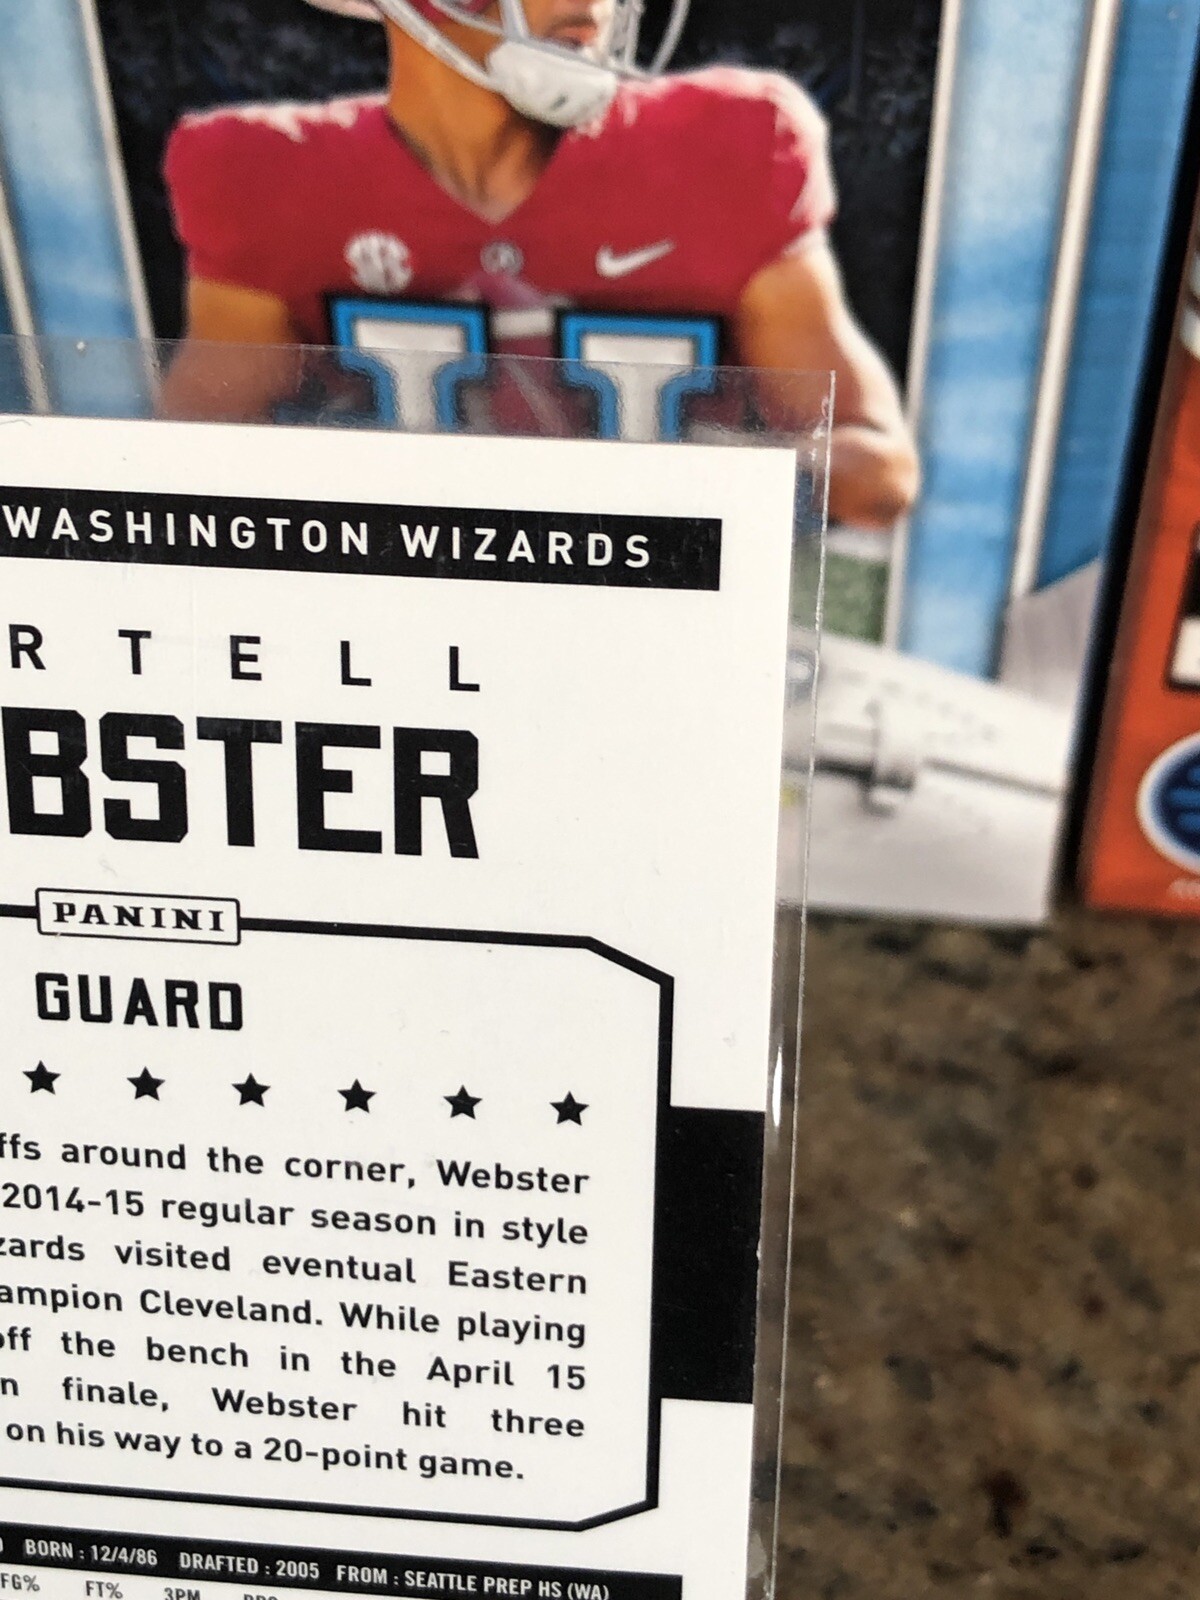 SEC
WASHINGTON WIZARDS
RTELL
BSTER
PANINI
GUARD
ffs around the corner, Webster
2014-15 regular season in style
zards visited eventual Eastern
ampion Cleveland. While playing
off the bench in the April 15
n finale, Webster hit three
on his way to a 20-point game.
BORN : 12/4/86 DRAFTED : 2005 FROM : SEATTLE PREP HS (WA)
FG% FT% 3PM